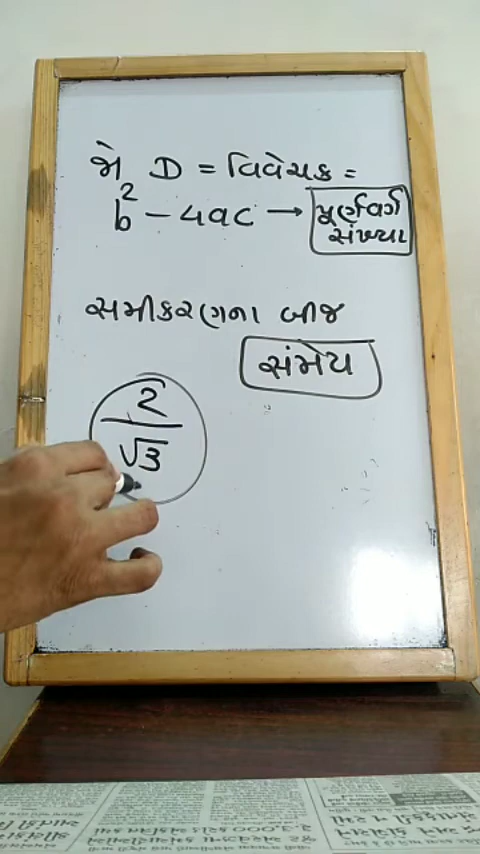 જો D = વિવેચક =
b² - 4ac → પૂર્ણવર્ગ સંખ્યા
સમીકરણના બીજ
સંમેય
2
√3